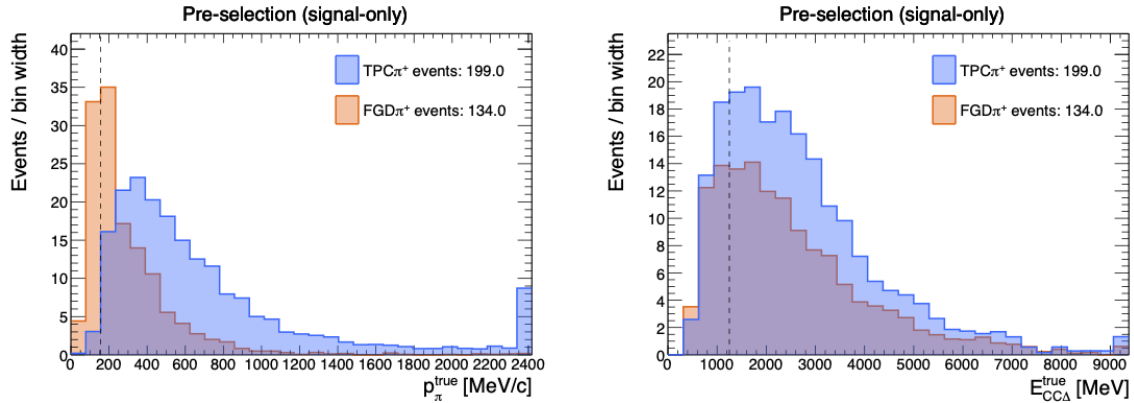 Pre-selection (signal-only)
Events / bin width
40
35
30
25
20
15
10
5
0
TPCπ⁺ events: 199.0
FGDπ⁺ events: 134.0
0 200 400 600 800 1000 1200 1400 1600 1800 2000 2200 2400
p_π^true [MeV/c]
Pre-selection (signal-only)
Events / bin width
22
20
18
16
14
12
10
8
6
4
2
0
TPCπ⁺ events: 199.0
FGDπ⁺ events: 134.0
0 1000 2000 3000 4000 5000 6000 7000 8000 9000
E_CCΔ^true [MeV]